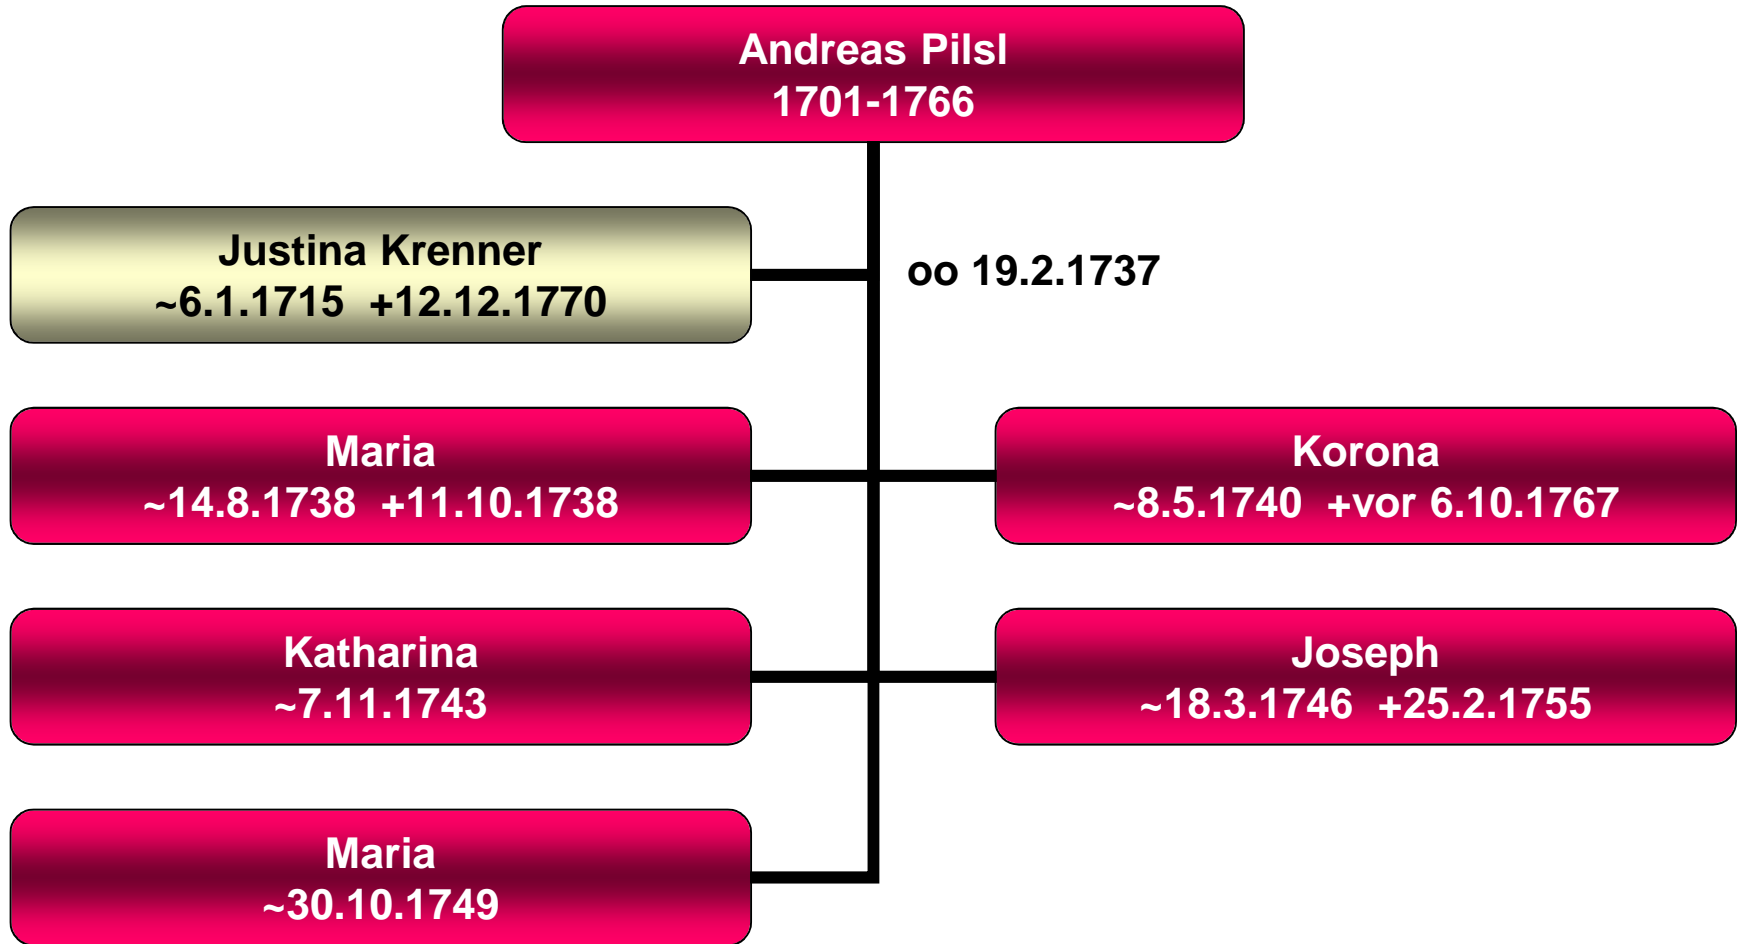 Andreas Pilsl
1701-1766
Justina Krenner
~6.1.1715  +12.12.1770
oo 19.2.1737
Maria
~14.8.1738  +11.10.1738
Korona
~8.5.1740  +vor 6.10.1767
Katharina
~7.11.1743
Joseph
~18.3.1746  +25.2.1755
Maria
~30.10.1749